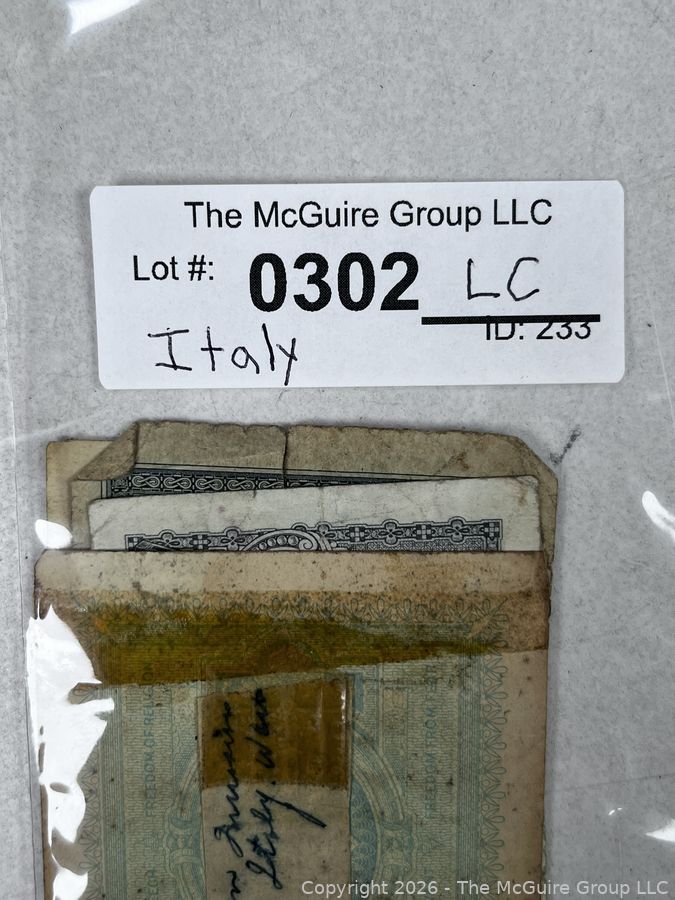 The McGuire Group LLC
Lot #: 0302 LC
ID: 233
Italy
FREEDOM OF RELIGION
FREEDOM FROM
Italy.
Copyright 2026 - The McGuire Group LLC